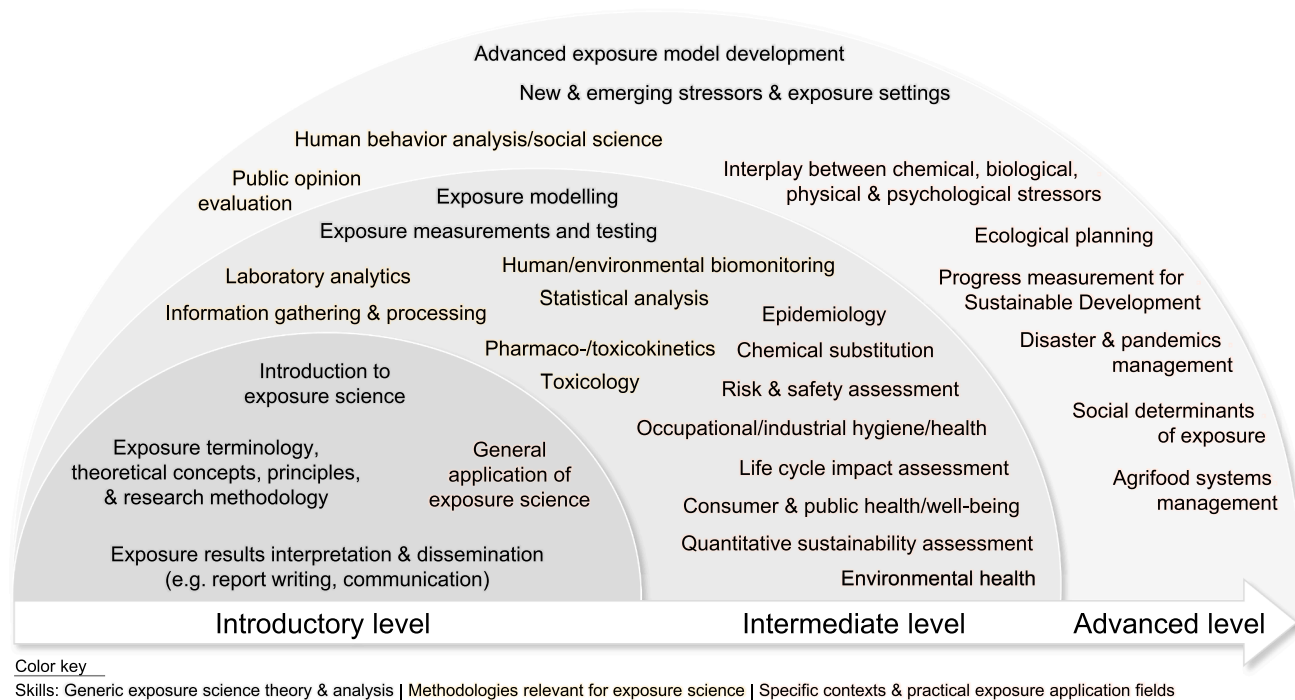 Advanced exposure model development
New & emerging stressors & exposure settings
Human behavior analysis/social science
Public opinion
evaluation
Interplay between chemical, biological,
physical & psychological stressors
Ecological planning
Progress measurement for
Sustainable Development
Disaster & pandemics
management
Social determinants
of exposure
Agrifood systems
management
Exposure modelling
Exposure measurements and testing
Laboratory analytics
Information gathering & processing
Human/environmental biomonitoring
Statistical analysis
Pharmaco-/toxicokinetics
Toxicology
Epidemiology
Chemical substitution
Risk & safety assessment
Occupational/industrial hygiene/health
Life cycle impact assessment
Consumer & public health/well-being
Quantitative sustainability assessment
Environmental health
Introduction to
exposure science
Exposure terminology,
theoretical concepts, principles,
& research methodology
General
application of
exposure science
Exposure results interpretation & dissemination
(e.g. report writing, communication)
Introductory level
Intermediate level
Advanced level
Color key
Skills: Generic exposure science theory & analysis | Methodologies relevant for exposure science | Specific contexts & practical exposure application fields